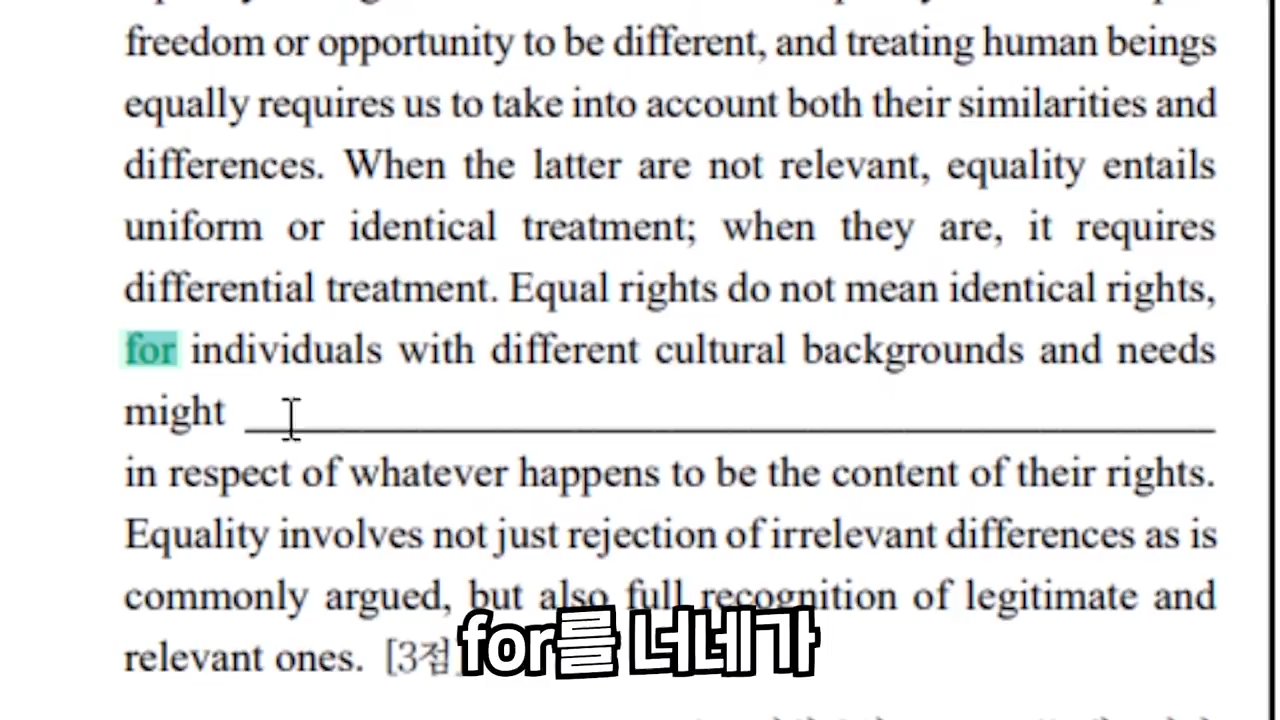 freedom or opportunity to be different, and treating human beings
equally requires us to take into account both their similarities and
differences. When the latter are not relevant, equality entails
uniform or identical treatment; when they are, it requires
differential treatment. Equal rights do not mean identical rights,
for individuals with different cultural backgrounds and needs
might
in respect of whatever happens to be the content of their rights.
Equality involves not just rejection of irrelevant differences as is
commonly argued, but also full recognition of legitimate and
relevant ones. [3점
for를 너네가